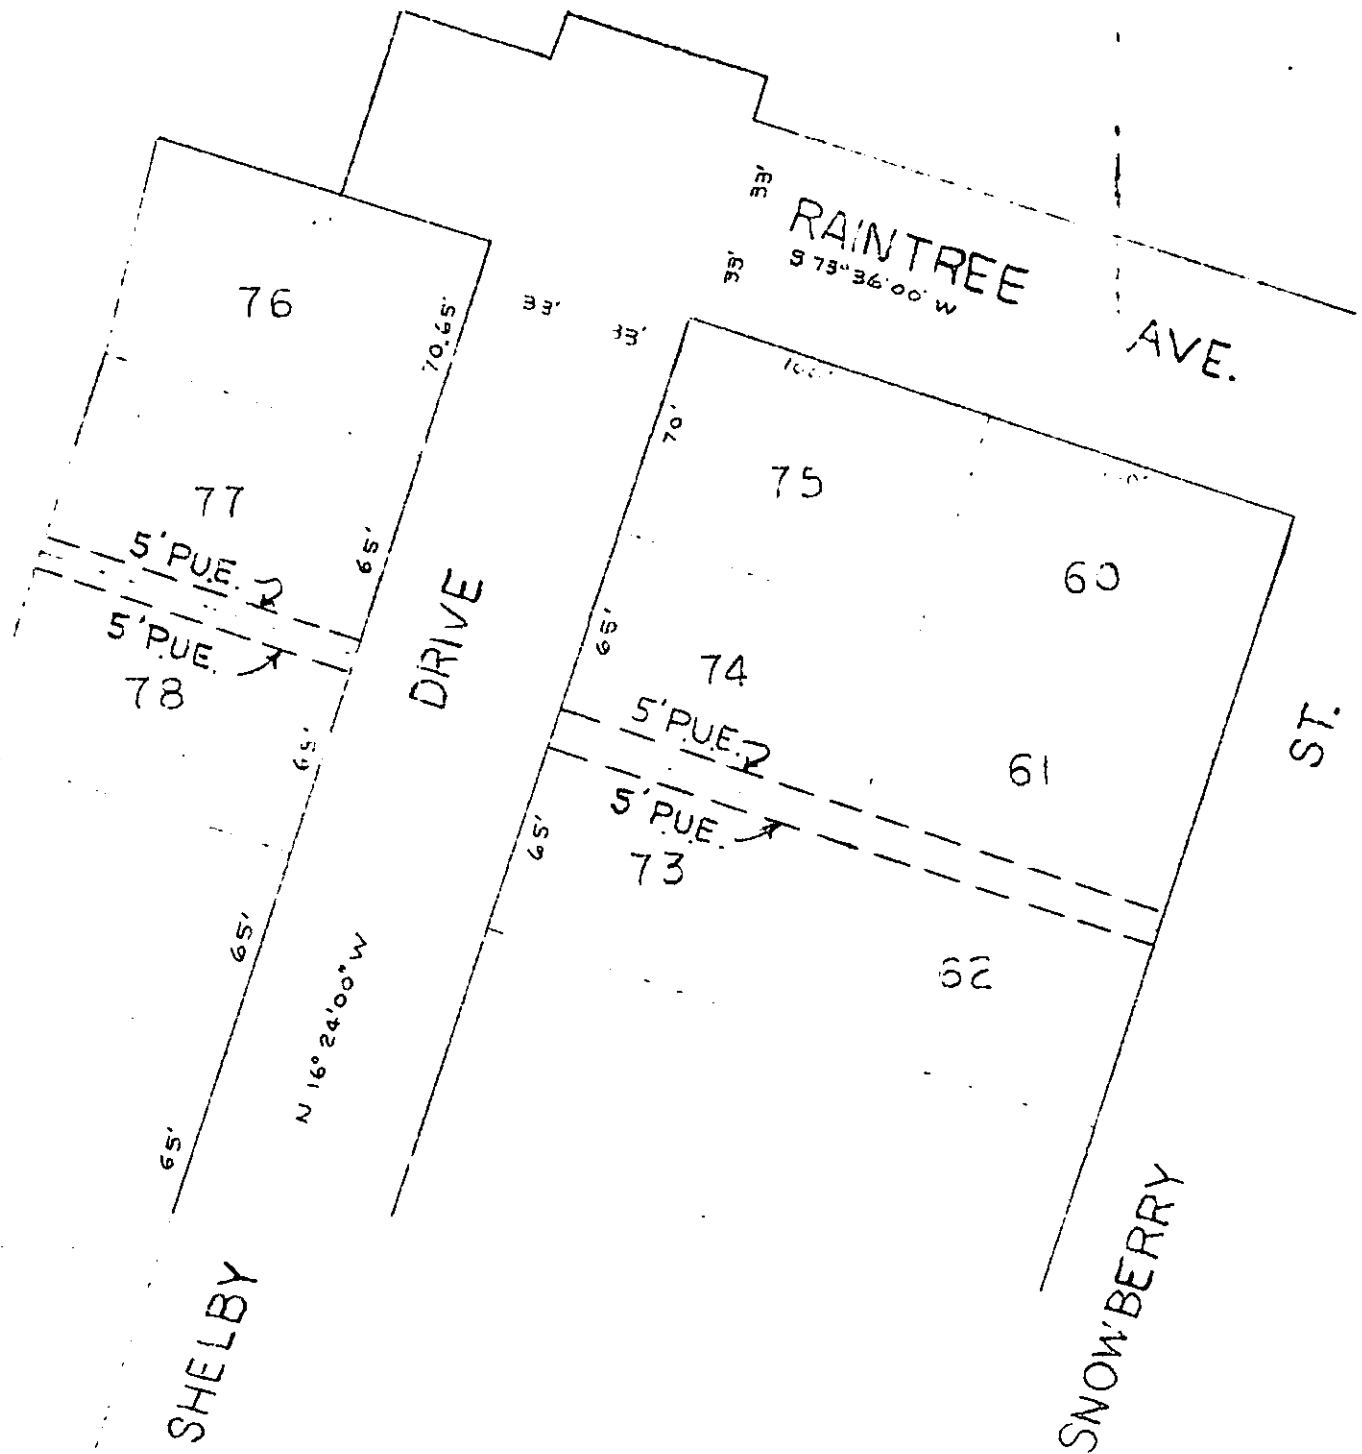 33'
RAINTREE
S 73° 36' 00" W
33'
AVE.
76
70.65'
33'
33'
70'
75
60
77
65'
5' P.U.E.
5' P.U.E.
78
DRIVE
65'
74
5' P.U.E.
5' P.U.E.
61
ST.
65'
65'
73
62
65'
N 16° 24' 00" W
65'
SHELBY
SNOWBERRY